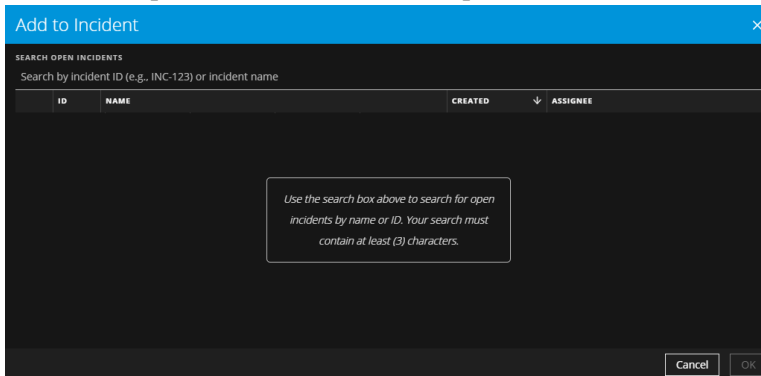 Add to Incident
SEARCH OPEN INCIDENTS
Search by incident ID (e.g., INC-123) or incident name
ID NAME CREATED ASSIGNEE
Use the search box above to search for open
incidents by name or ID. Your search must
contain at least (3) characters.
Cancel OK